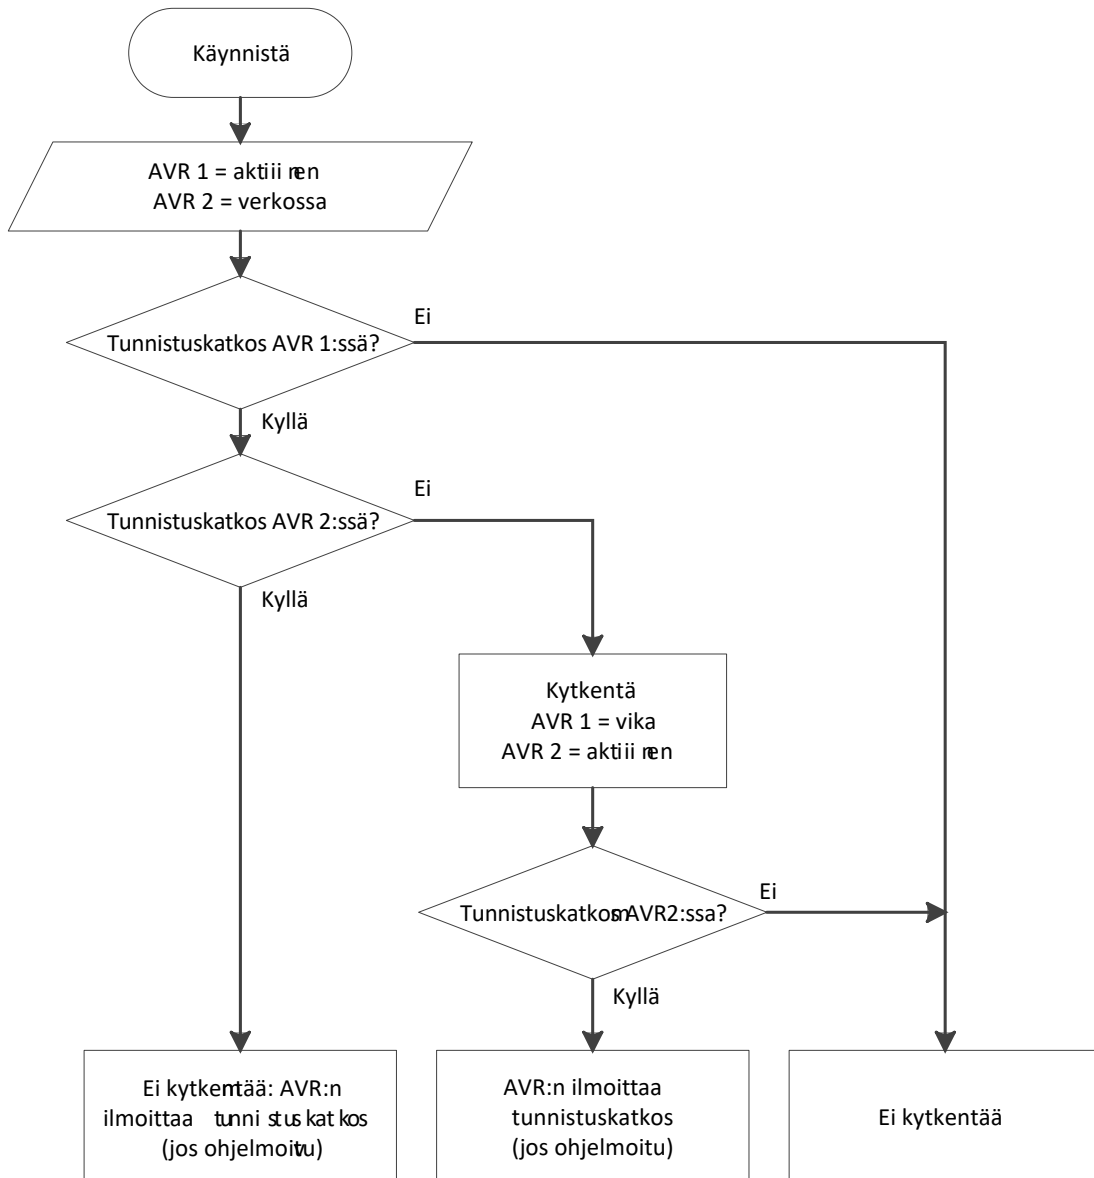 Käynnistä
AVR 1 = aktiiinen
AVR 2 = verkossa
Ei
Tunnistuskatkos AVR 1:ssä?
Kyllä
Ei
Tunnistuskatkos AVR 2:ssä?
Kyllä
Kytkentä
AVR 1 = vika
AVR 2 = aktiiinen
Ei
Tunnistuskatkosm AVR2:ssa?
Kyllä
Ei kytkentää: AVR:n
ilmoittaa tunnistuskatkos
(jos ohjelmoitu)
AVR:n ilmoittaa
tunnistuskatkos
(jos ohjelmoitu)
Ei kytkentää